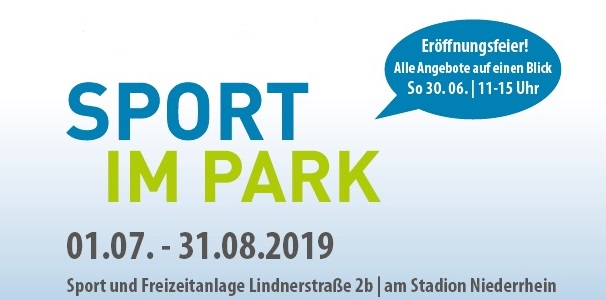 Eröffnungsfeier!
Alle Angebote auf einen Blick
So 30. 06. | 11-15 Uhr
SPORT
IM PARK
01.07. - 31.08.2019
Sport und Freizeitanlage Lindnerstraße 2b | am Stadion Niederrhein